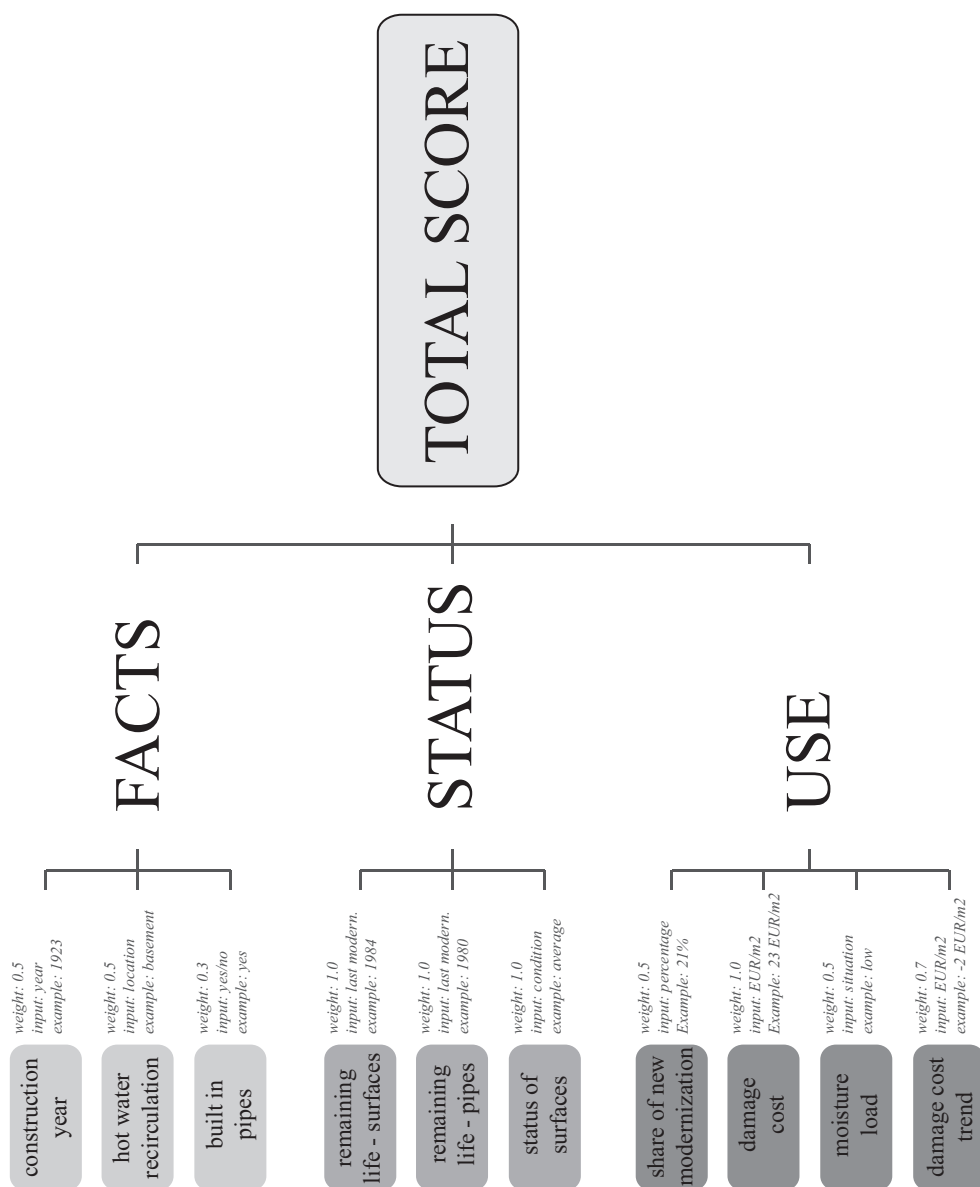 TOTAL SCORE
FACTS
construction
year
weight: 0.5
input: year
example: 1923
hot water
recirculation
weight: 0.5
input: location
example: basement
built in
pipes
weight: 0.3
input: yes/no
example: yes
STATUS
remaining
life - surfaces
weight: 1.0
input: last modern.
example: 1984
remaining
life - pipes
weight: 1.0
input: last modern.
example: 1980
status of
surfaces
weight: 1.0
input: condition
example: average
USE
share of new
modernization
weight: 0.5
input: percentage
Example: 21%
damage
cost
weight: 1.0
input: EUR/m2
Example: 23 EUR/m2
moisture
load
weight: 0.5
input: situation
example: low
damage cost
trend
weight: 0.7
input: EUR/m2
example: -2 EUR/m2